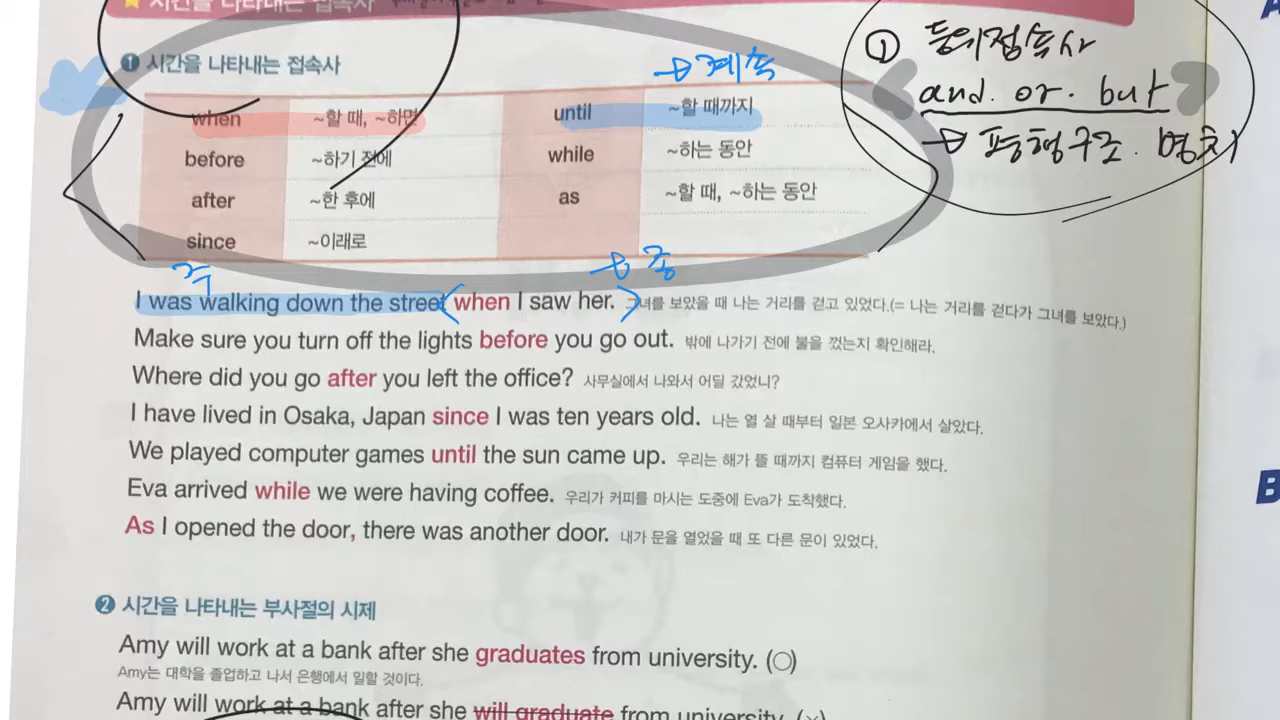 ★ 시간을 나타내는 접속사
① 등위접속사
and. or. but
→ 병렬구조.
❶ 시간을 나타내는 접속사
→ 계속
when ~할 때, ~하면 until ~할 때까지
before ~하기 전에 while ~하는 동안
after ~한 후에 as ~할 때, ~하는 동안
since ~이래로
주 종
I was walking down the street when I saw her. 그녀를 보았을 때 나는 거리를 걷고 있었다.(= 나는 거리를 걷다가 그녀를 보았다.)
Make sure you turn off the lights before you go out. 밖에 나가기 전에 불을 껐는지 확인해라.
Where did you go after you left the office? 사무실에서 나와서 어딜 갔었니?
I have lived in Osaka, Japan since I was ten years old. 나는 열 살 때부터 일본 오사카에서 살았다.
We played computer games until the sun came up. 우리는 해가 뜰 때까지 컴퓨터 게임을 했다.
Eva arrived while we were having coffee. 우리가 커피를 마시는 도중에 Eva가 도착했다.
As I opened the door, there was another door. 내가 문을 열었을 때 또 다른 문이 있었다.
❷ 시간을 나타내는 부사절의 시제
Amy will work at a bank after she graduates from university. (○)
Amy는 대학을 졸업하고 나서 은행에서 일할 것이다.
Amy will work at a bank after she will graduate from university. (×)
A
B